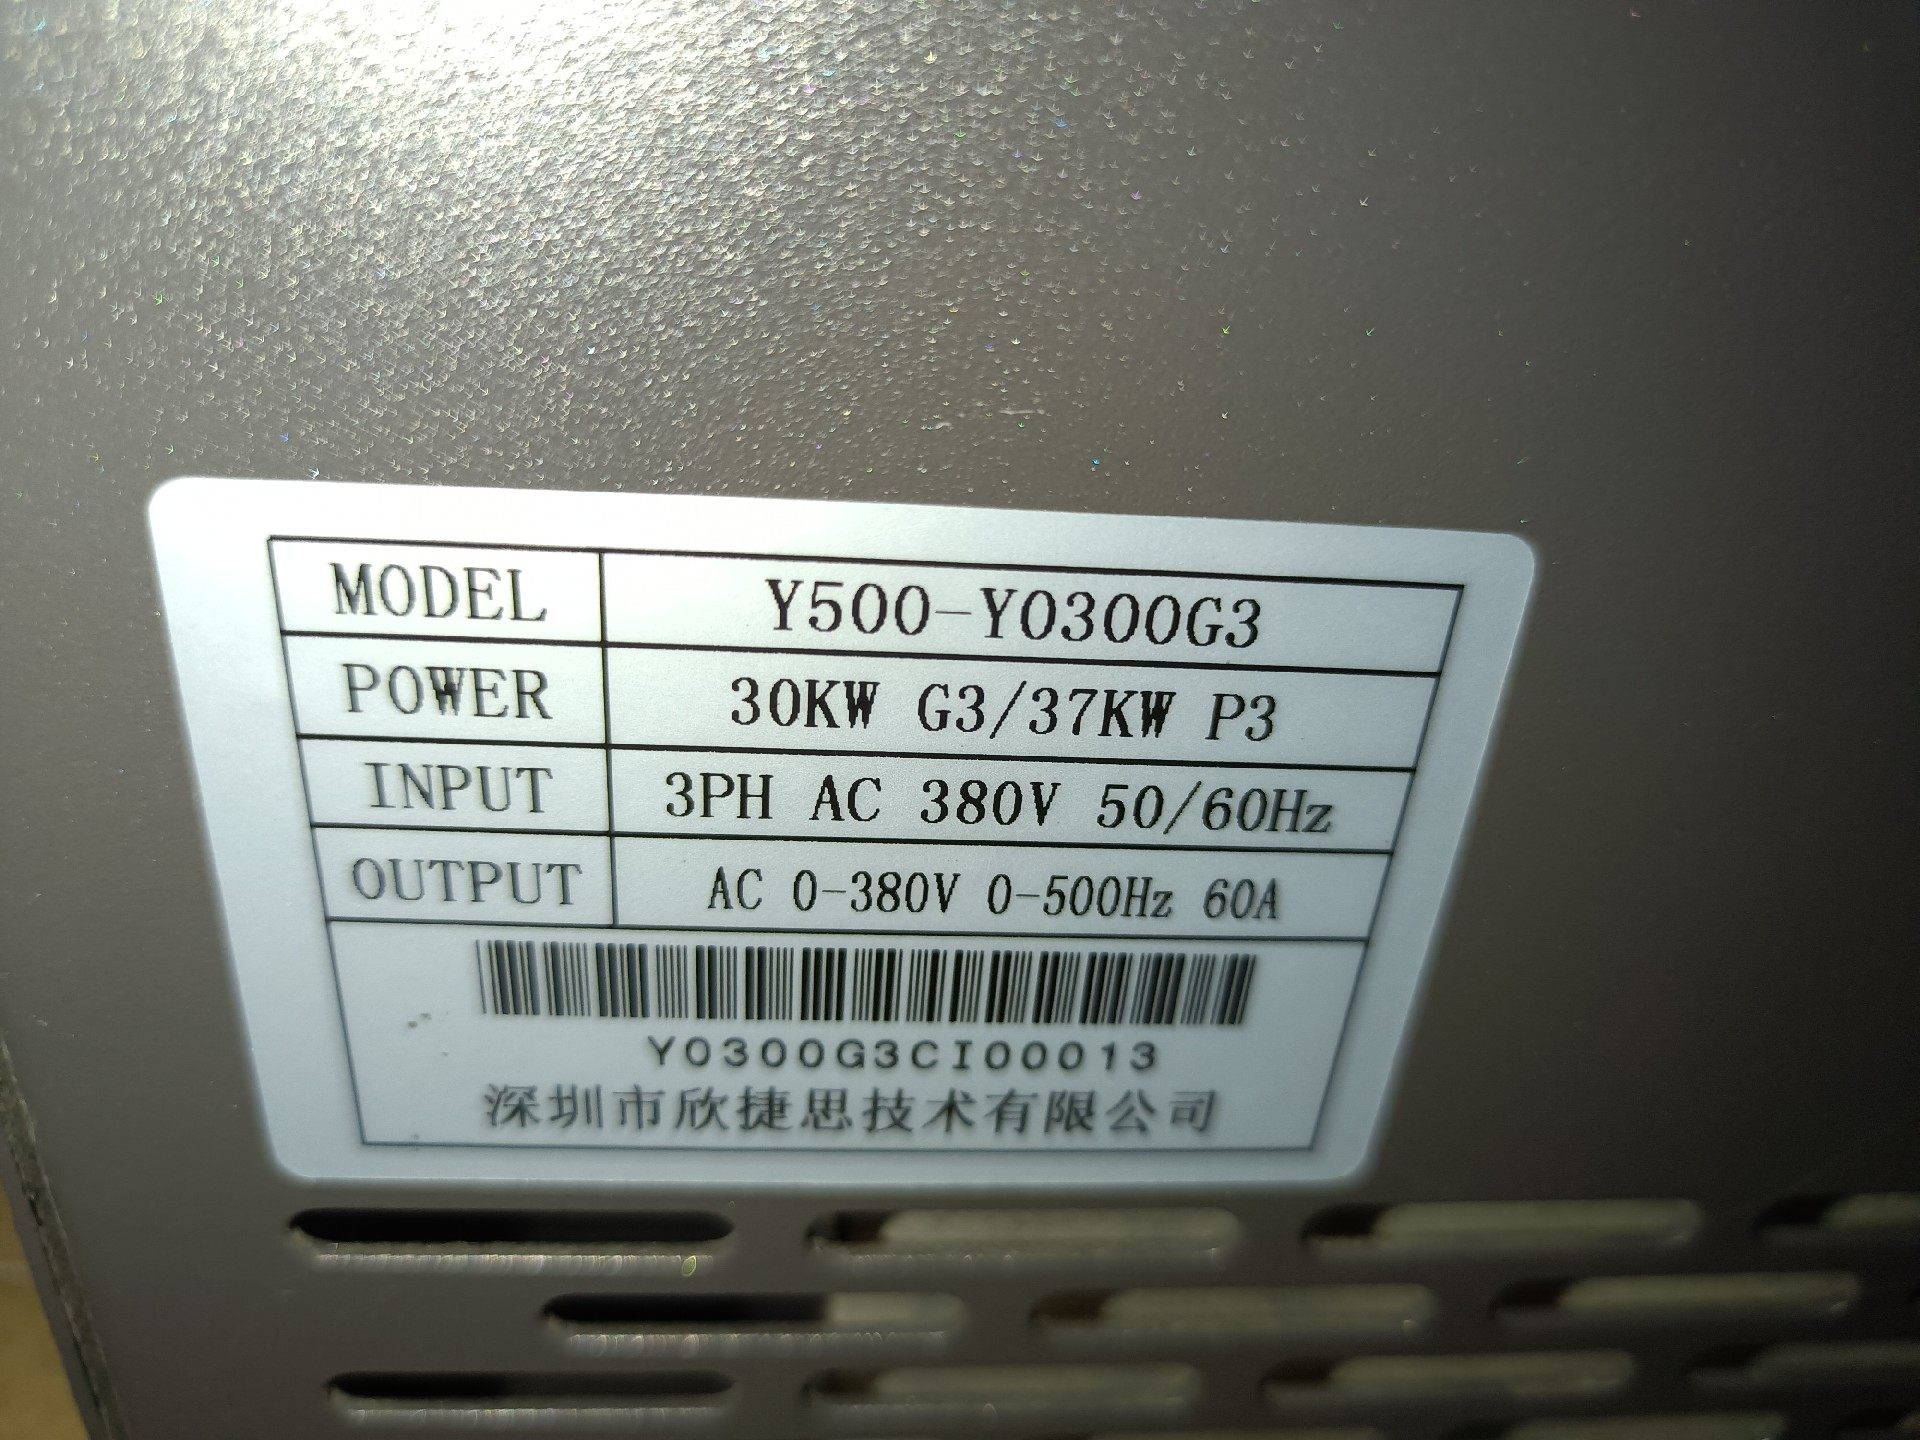 MODEL Y500-Y0300G3
POWER 30KW G3/37KW P3
INPUT 3PH AC 380V 50/60Hz
OUTPUT AC 0-380V 0-500Hz 60A
Y0300G3CI00013
深圳市欣捷思技术有限公司